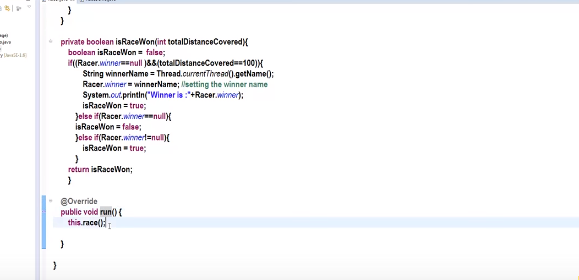 }
}
private boolean isRaceWon(int totalDistanceCovered){
boolean isRaceWon = false;
if((Racer.winner==null )&&(totalDistanceCovered==100)){
String winnerName = Thread.currentThread().getName();
Racer.winner = winnerName; //setting the winner name
System.out.println("Winner is :"+Racer.winner);
isRaceWon = true;
}else if(Racer.winner==null){
isRaceWon = false;
}else if(Racer.winner!=null){
isRaceWon = true;
}
return isRaceWon;
}
@Override
public void run() {
this.race();
}
}